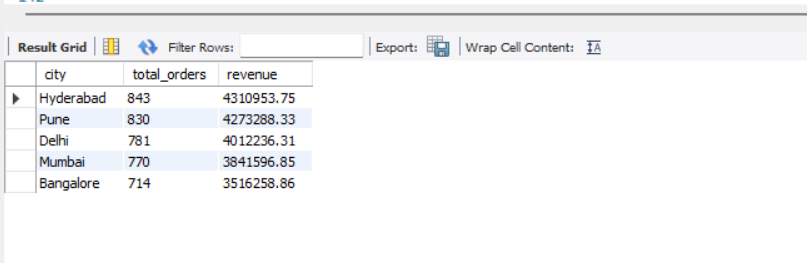 Result Grid Filter Rows: Export: Wrap Cell Content: IA
city total_orders revenue
Hyderabad 843 4310953.75
Pune 830 4273288.33
Delhi 781 4012236.31
Mumbai 770 3841596.85
Bangalore 714 3516258.86